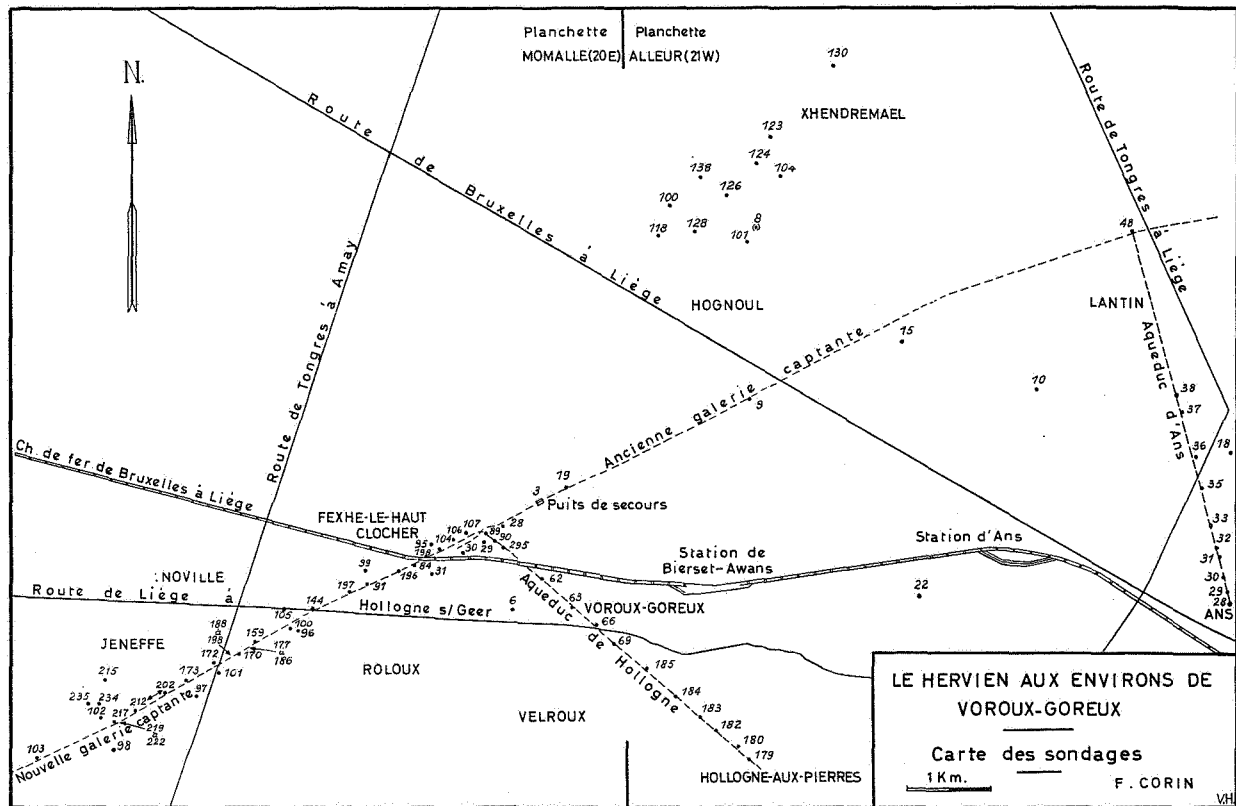 Planchette Planchette
MOMALLE(20E) ALLEUR(21W)
N.
130
XHENDREMAEL
123
124
104
138
126
100
118
128
101
8
Route de Bruxelles à Liège
Route de Tongres à Liège
Route de Tongres à Amay
48
HOGNOUL
LANTIN
Aqueduc d'Ans
15
10
9
Ancienne galerie captante
38
37
36
18
35
33
32
31
30
29
28
ANS
Ch. de fer de Bruxelles à Liège
19
3
Puits de secours
FEXHE-LE-HAUT
CLOCHER
95
104
106
107
28
89
90
295
29
30
198
84
31
196
39
91
197
Station de
Bierset-Awans
Station d'Ans
22
NOVILLE
Route de Liège à Hollogne s/Geer
144
105
100
96
6
62
63
VOROUX-GOREUX
66
69
Aqueduc de Hollogne
185
184
183
182
180
179
JENEFFE
188
198
159
177
186
170
172
101
173
97
215
235
234
102
212
202
217
219
222
98
103
Nouvelle galerie captante
ROLOUX
VELROUX
HOLLOGNE-AUX-PIERRES
LE HERVIEN AUX ENVIRONS DE
VOROUX-GOREUX
Carte des sondages
1Km.
F. CORIN
V.H.